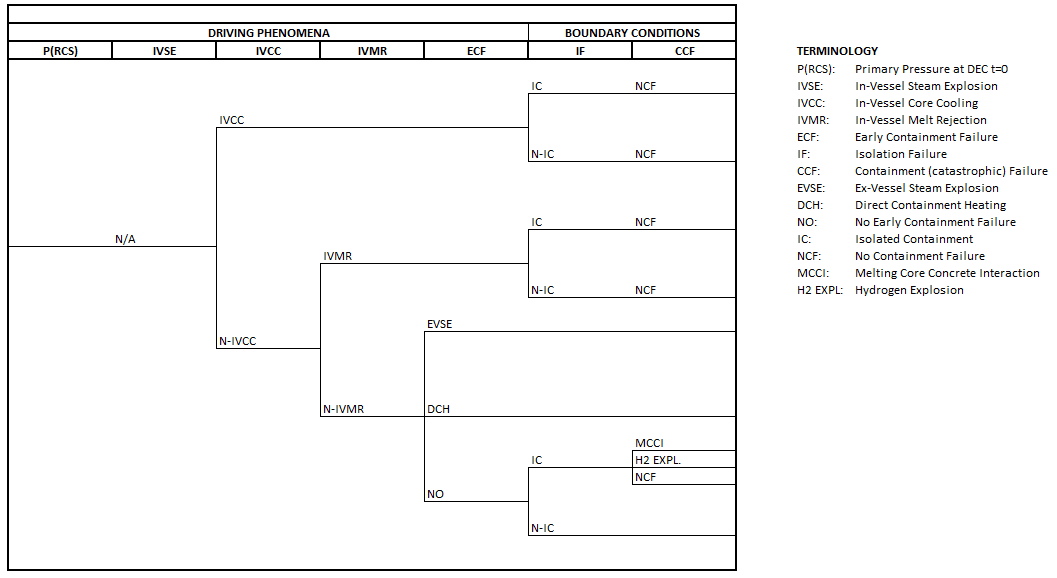 DRIVING PHENOMENA BOUNDARY CONDITIONS
P(RCS) IVSE IVCC IVMR ECF IF CCF
IC NCF
IVCC
N-IC NCF
IC NCF
N/A
IVMR
N-IC NCF
EVSE
N-IVCC
N-IVMR DCH
MCCI
IC H2 EXPL.
NCF
NO
N-IC
TERMINOLOGY
P(RCS): Primary Pressure at DEC t=0
IVSE: In-Vessel Steam Explosion
IVCC: In-Vessel Core Cooling
IVMR: In-Vessel Melt Rejection
ECF: Early Containment Failure
IF: Isolation Failure
CCF: Containment (catastrophic) Failure
EVSE: Ex-Vessel Steam Explosion
DCH: Direct Containment Heating
NO: No Early Containment Failure
IC: Isolated Containment
NCF: No Containment Failure
MCCI: Melting Core Concrete Interaction
H2 EXPL: Hydrogen Explosion